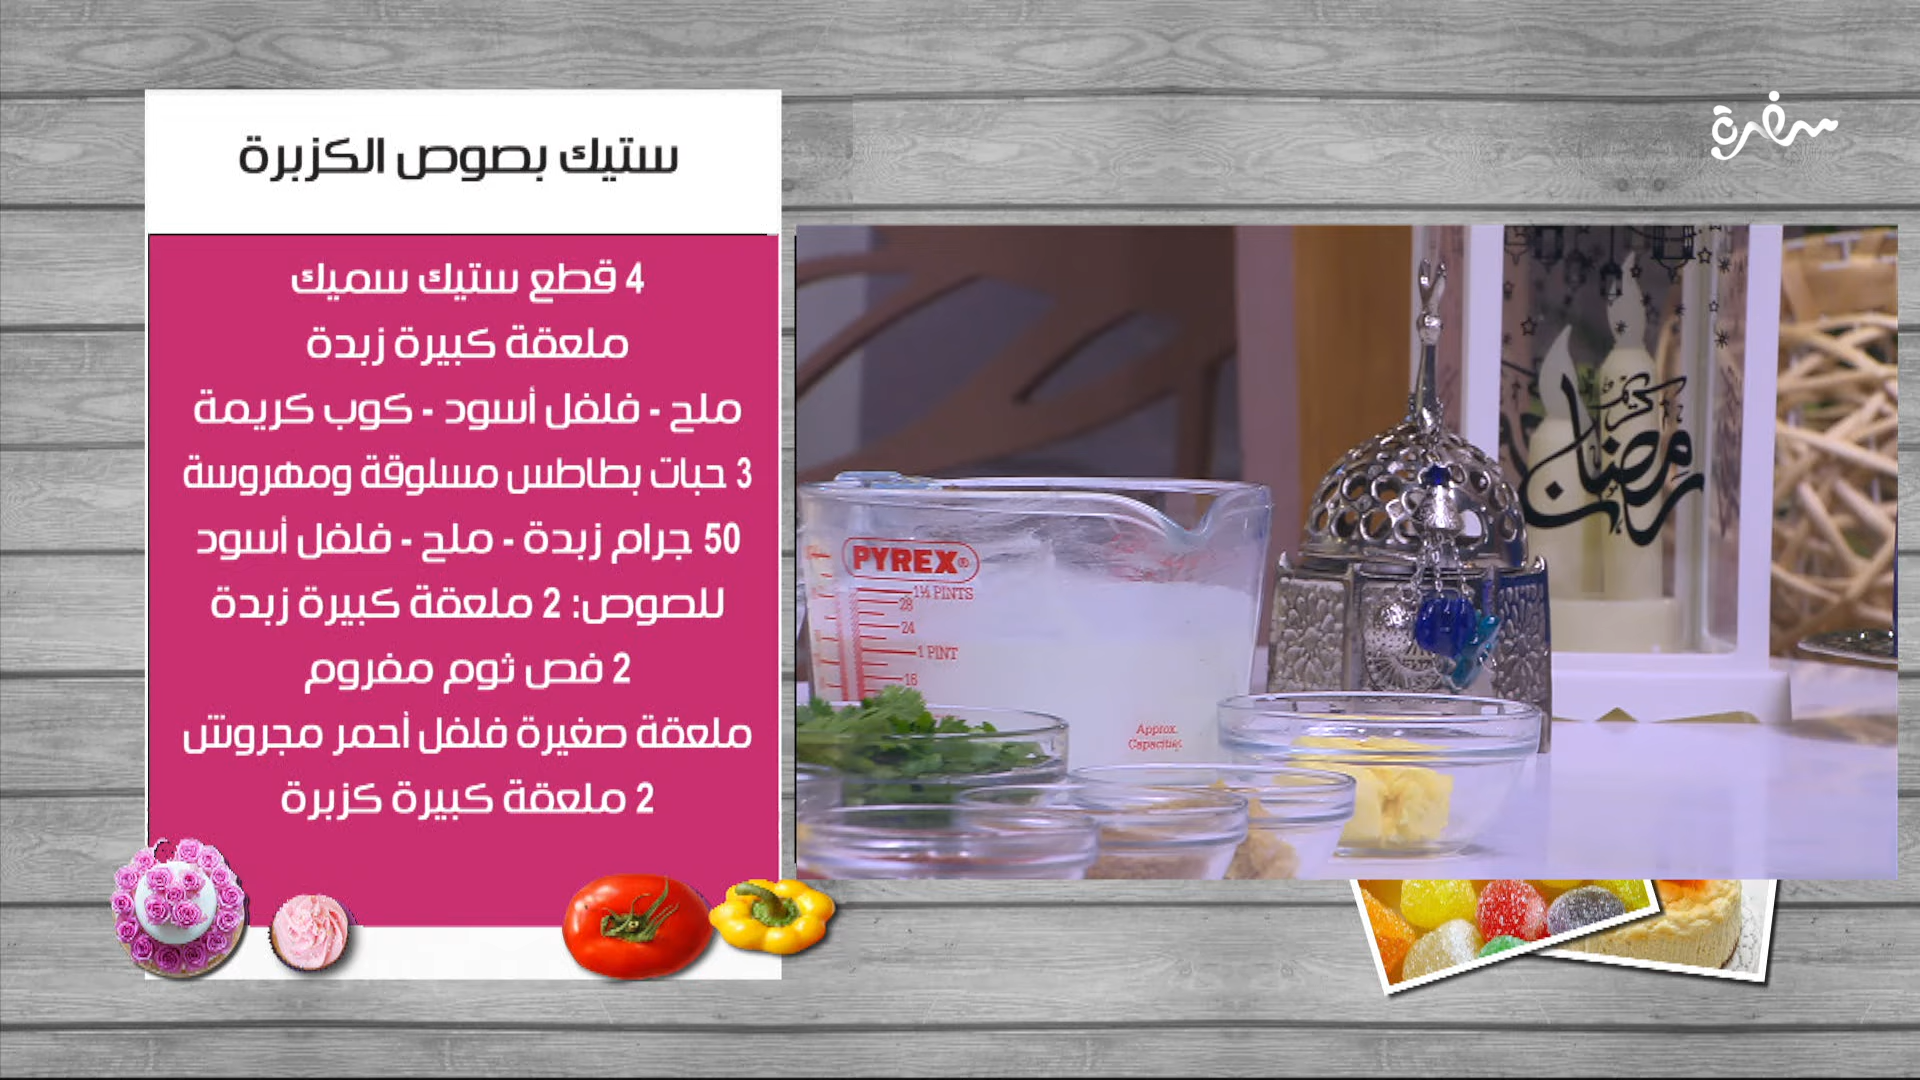 سفرة
ستيك بصوص الكزبرة
4 قطع ستيك سميك
ملعقة كبيرة زبدة
ملح - فلفل أسود - كوب كريمة
3 حبات بطاطس مسلوقة ومهروسة
50 جرام زبدة - ملح - فلفل أسود
للصوص: 2 ملعقة كبيرة زبدة
2 فص ثوم مفروم
ملعقة صغيرة فلفل أحمر مجروش
2 ملعقة كبيرة كزبرة
رمضان كريم
PYREX®
1¼ PINTS
28
24
1 PINT
16
Approx.